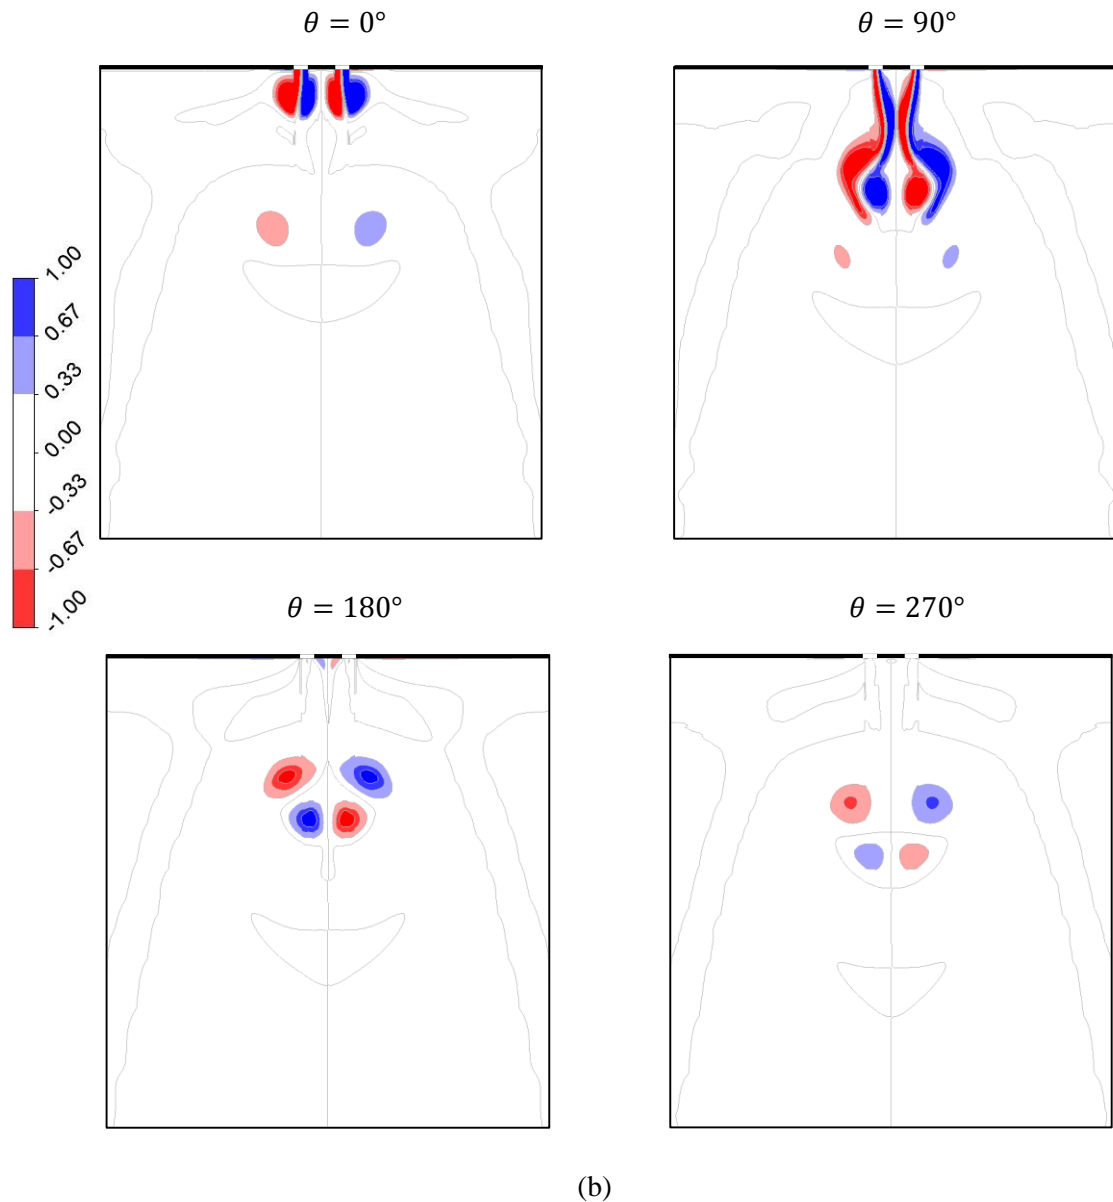 θ = 0°
θ = 90°
1.00
0.67
0.33
0.00
-0.33
-0.67
-1.00
θ = 180°
θ = 270°
(b)